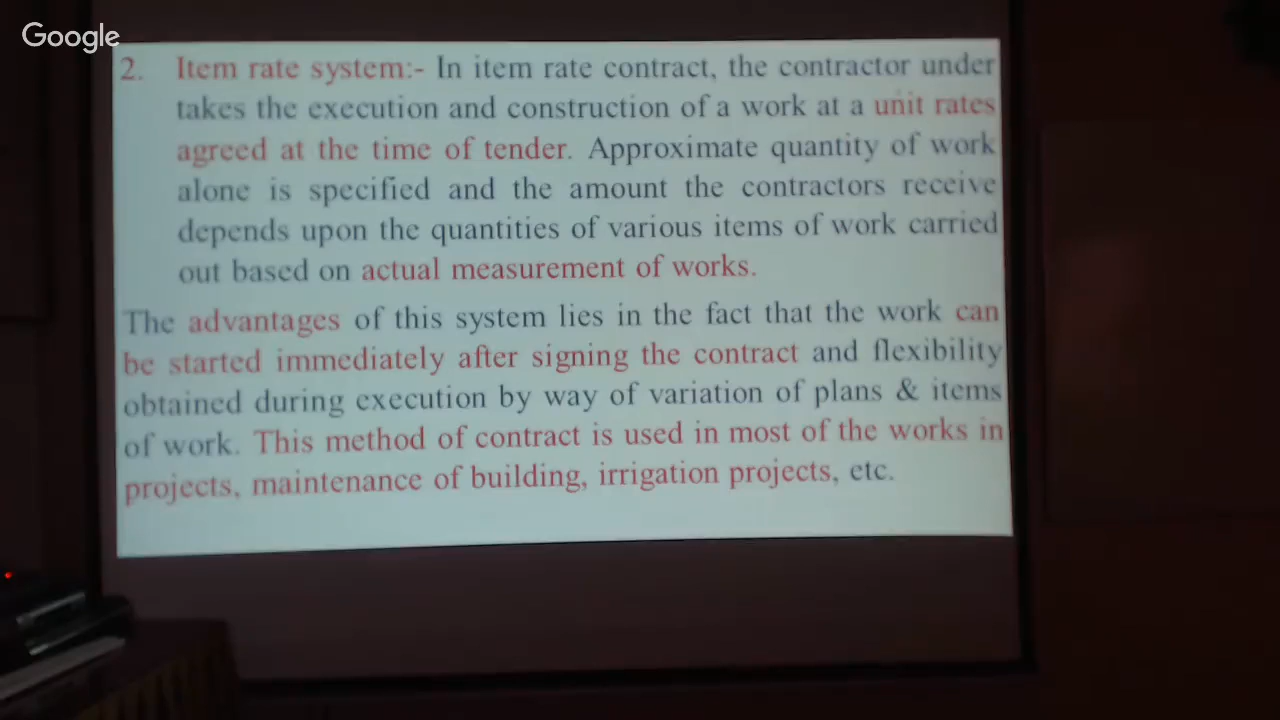 Google
2. Item rate system:- In item rate contract, the contractor under
takes the execution and construction of a work at a unit rates
agreed at the time of tender. Approximate quantity of work
alone is specified and the amount the contractors receive
depends upon the quantities of various items of work carried
out based on actual measurement of works.
The advantages of this system lies in the fact that the work can
be started immediately after signing the contract and flexibility
obtained during execution by way of variation of plans & items
of work. This method of contract is used in most of the works in
projects, maintenance of building, irrigation projects, etc.